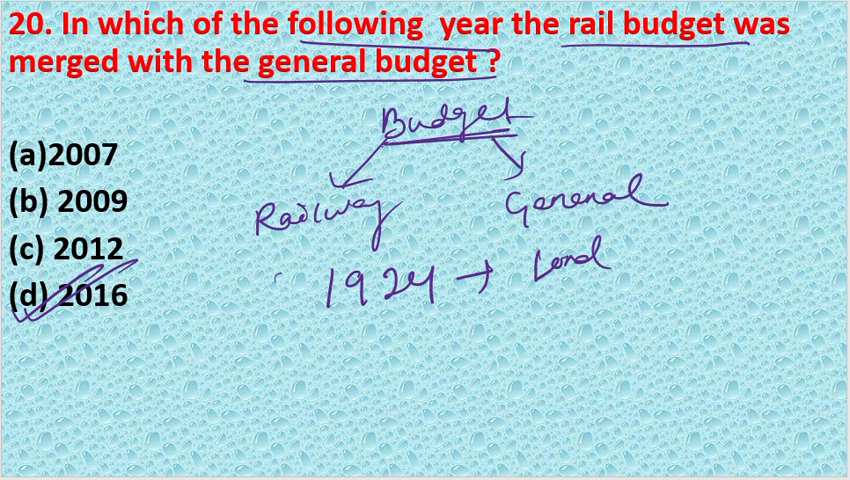 20. In which of the following year the rail budget was
merged with the general budget ?
Budget
(a)2007
(b) 2009
Railway General
(c) 2012
1924 → Lord
(d) 2016